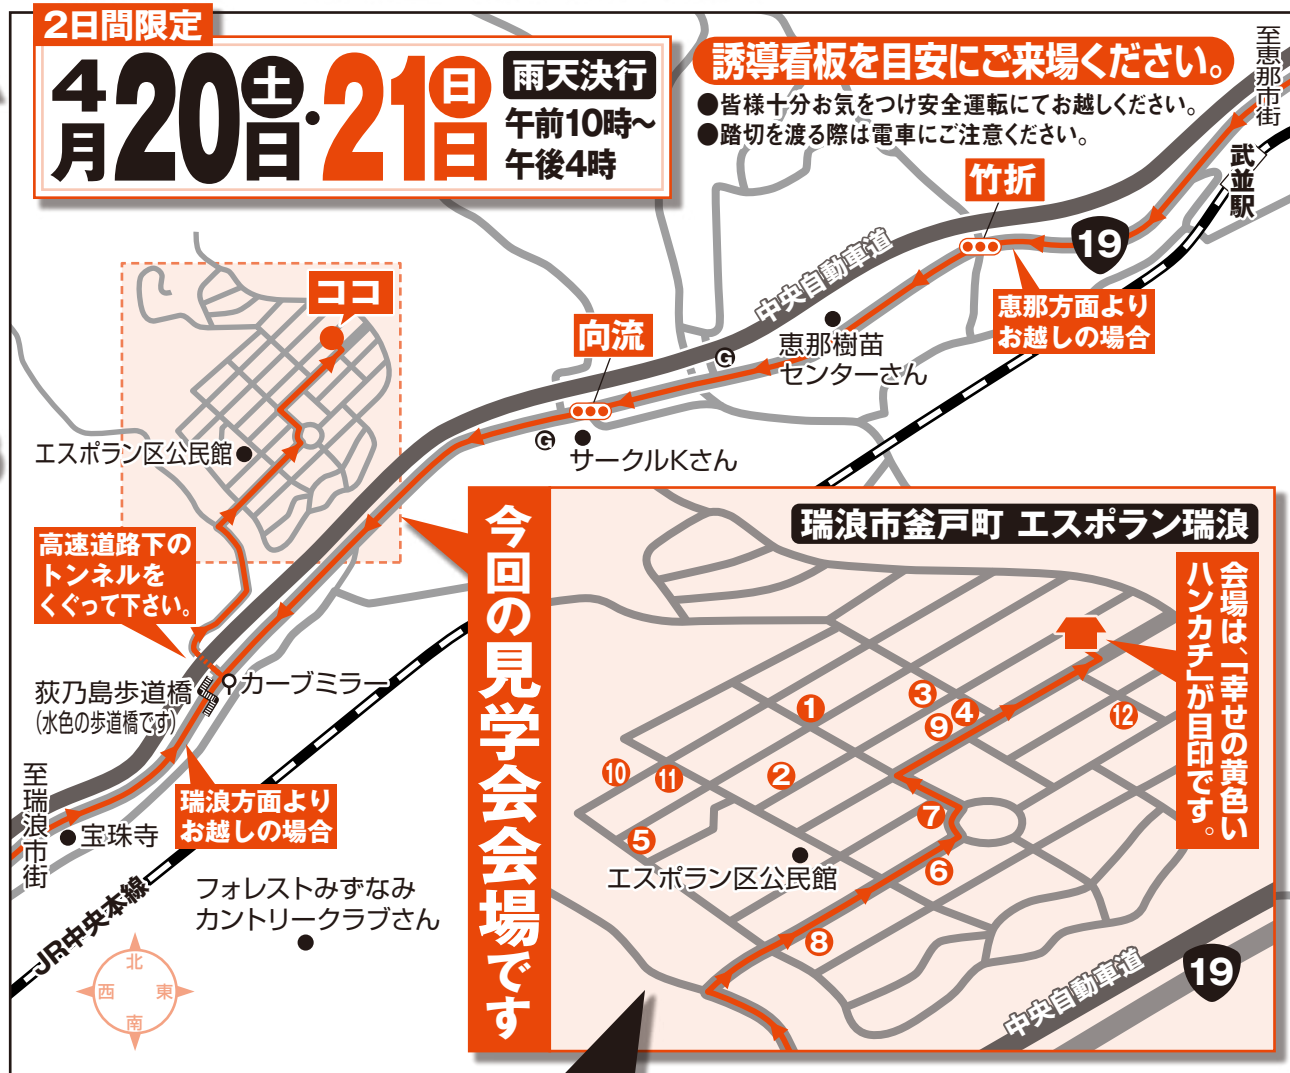 2日間限定
4月20土日・21日日
雨天決行
午前10時〜
午後4時
誘導看板を目安にご来場ください。
●皆様十分お気をつけ安全運転にてお越しください。
●踏切を渡る際は電車にご注意ください。
至恵那市街
武並駅
竹折
19
中央自動車道
恵那方面より
お越しの場合
ココ
向流
G
恵那樹苗
センターさん
G
サークルKさん
エスポラン区公民館
高速道路下の
トンネルを
くぐって下さい。
荻乃島歩道橋
(水色の歩道橋です)
カーブミラー
至瑞浪市街
瑞浪方面より
お越しの場合
宝珠寺
フォレストみずなみ
カントリークラブさん
JR中央本線
北
西
東
南
今回の見学会会場です
瑞浪市釜戸町 エスポラン瑞浪
会場は、「幸せの黄色い
ハンカチ」が目印です。
1
3
4
9
12
10
11
2
7
5
6
エスポラン区公民館
8
中央自動車道
19